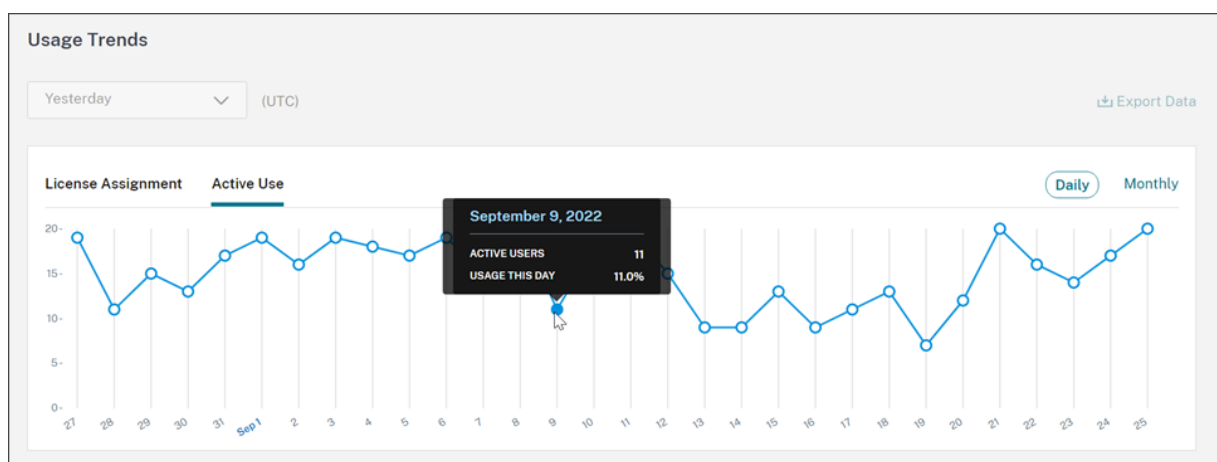 Usage Trends
Yesterday (UTC) Export Data
License Assignment Active Use Daily Monthly
September 9, 2022
ACTIVE USERS 11
USAGE THIS DAY 11.0%
20-
15-
10-
5-
0-
27 28 29 30 31 Sep 1 2 3 4 5 6 7 8 9 10 11 12 13 14 15 16 17 18 19 20 21 22 23 24 25